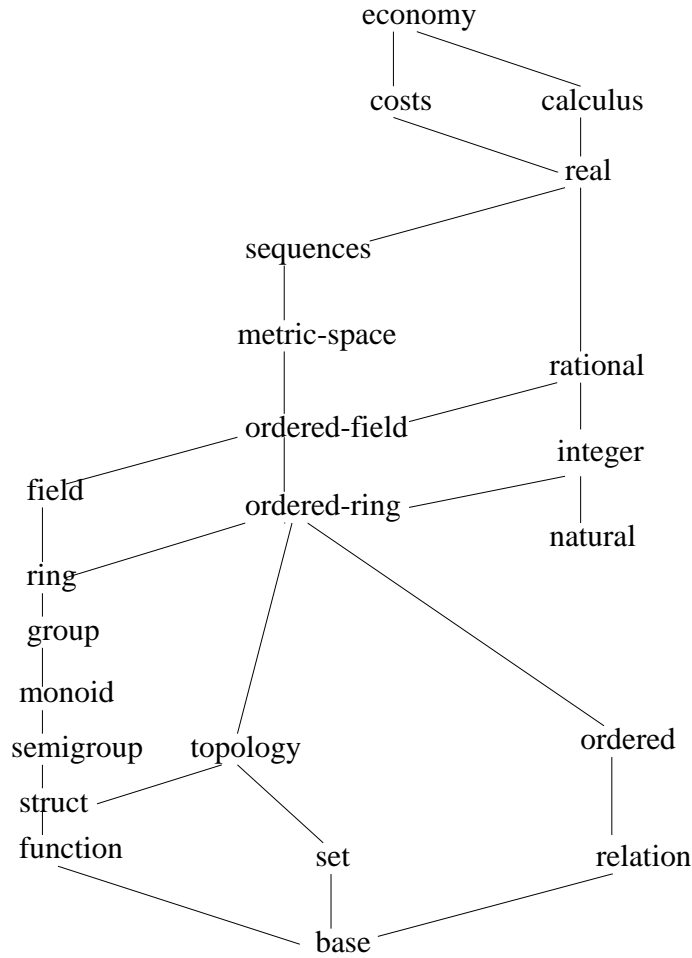 economy
costs calculus
real
sequences
metric-space
rational
ordered-field
integer
field
ordered-ring
natural
ring
group
monoid
ordered
semigroup topology
struct
function
set relation
base